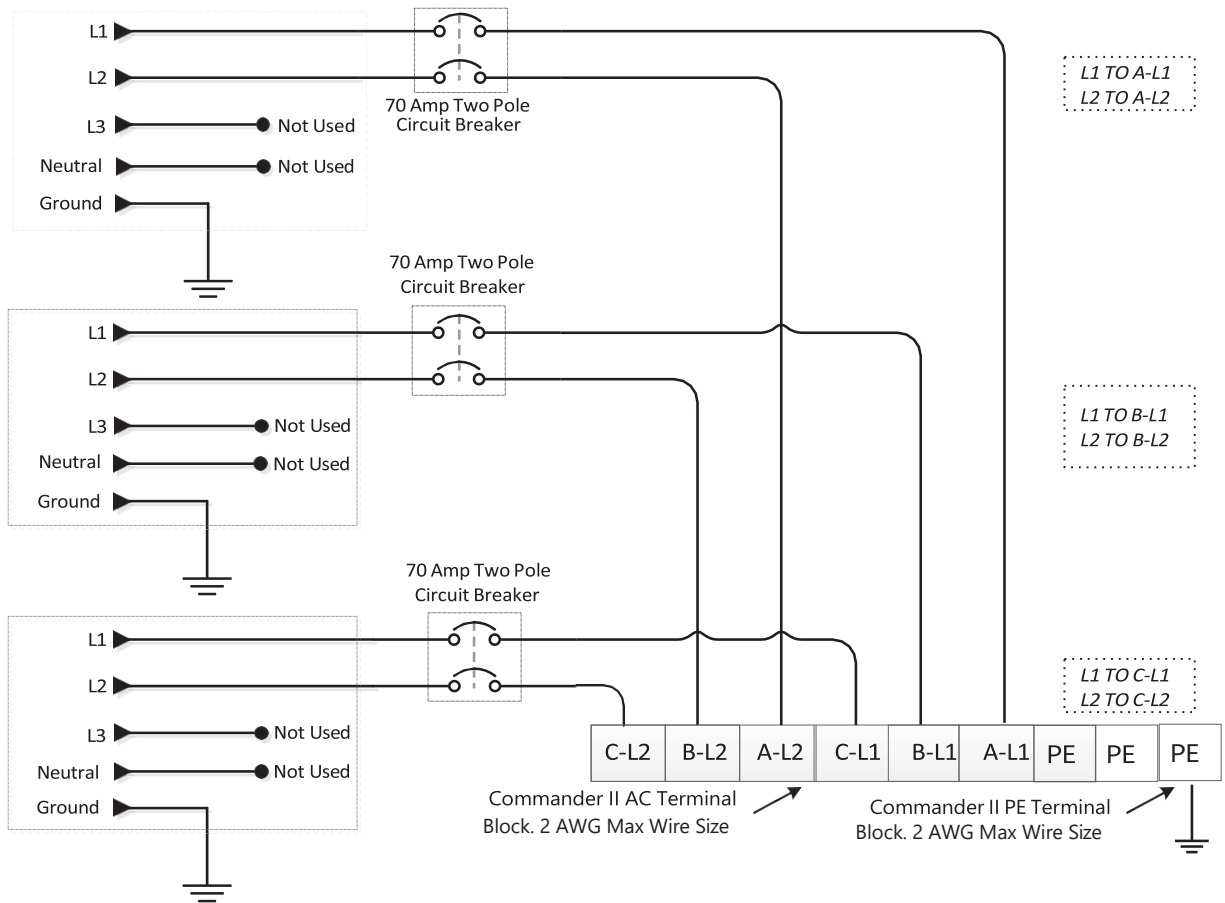 L1
L2
70 Amp Two Pole
Circuit Breaker
L3
Not Used
Neutral
Not Used
Ground
L1 TO A-L1
L2 TO A-L2
70 Amp Two Pole
Circuit Breaker
L1
L2
L3
Not Used
Neutral
Not Used
Ground
L1 TO B-L1
L2 TO B-L2
70 Amp Two Pole
Circuit Breaker
L1
L2
L3
Not Used
Neutral
Not Used
Ground
L1 TO C-L1
L2 TO C-L2
C-L2 B-L2 A-L2 C-L1 B-L1 A-L1 PE PE PE
Commander II AC Terminal
Block. 2 AWG Max Wire Size
Commander II PE Terminal
Block. 2 AWG Max Wire Size